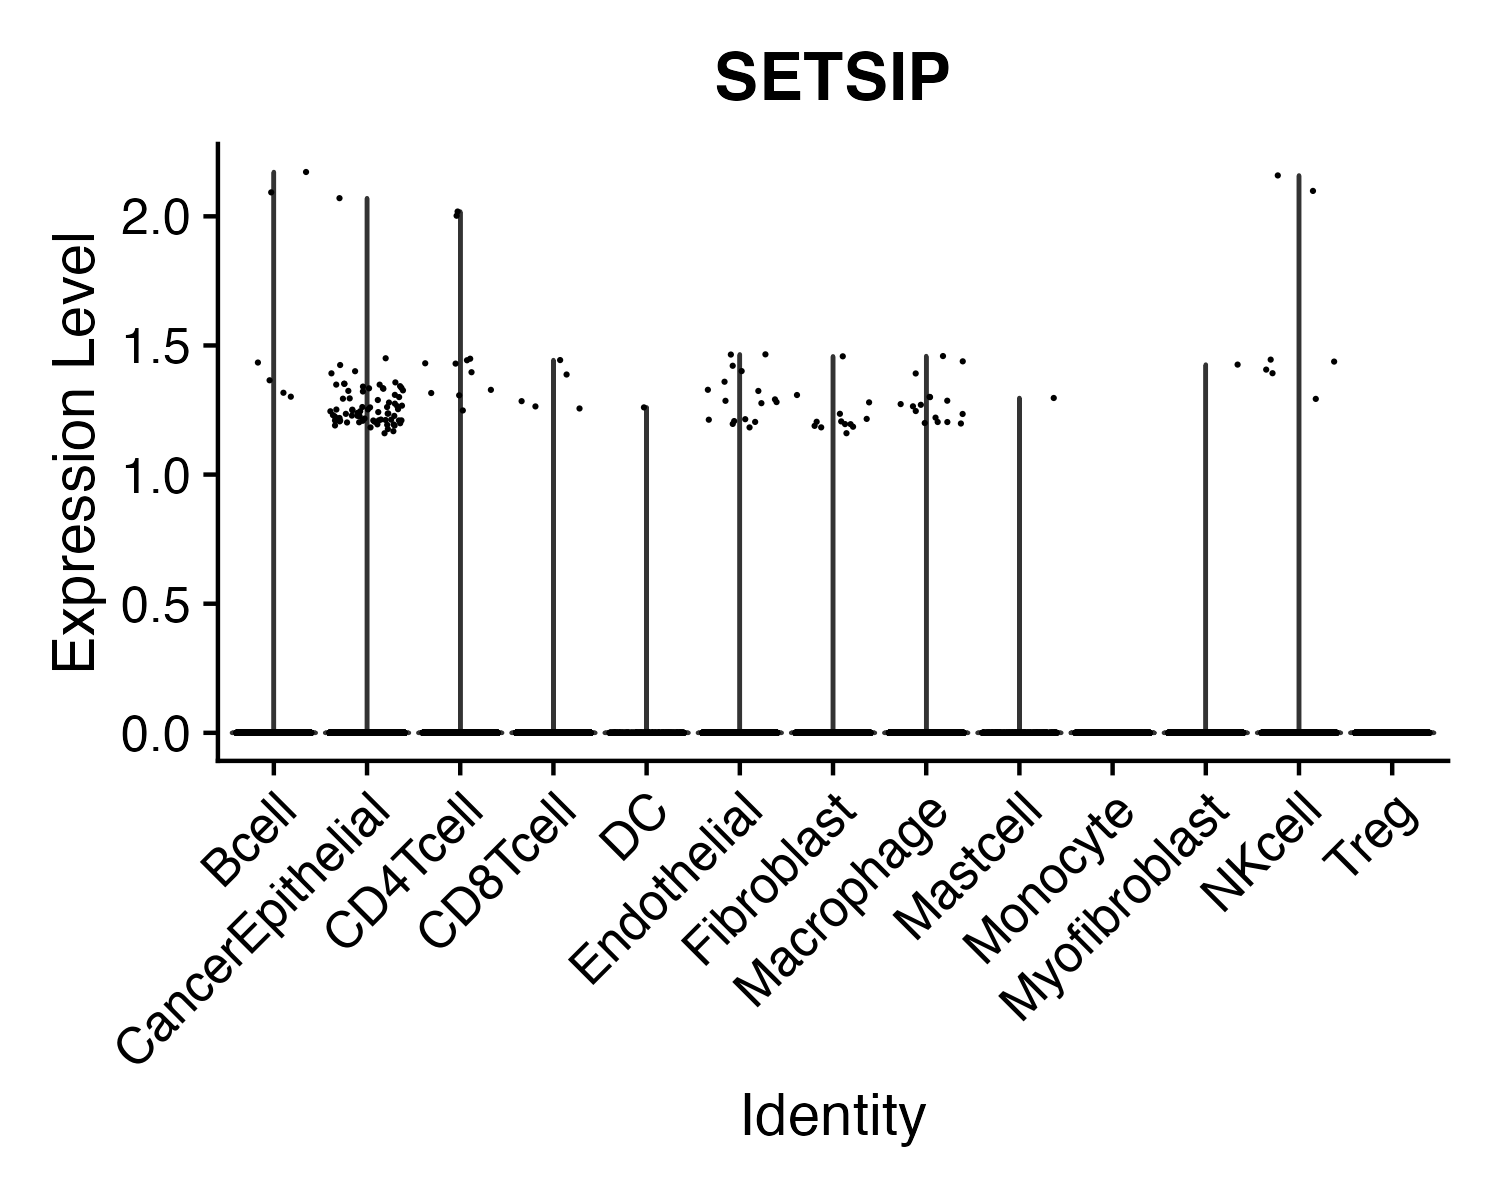 SETSIP
Expression Level
2.0
1.5
1.0
0.5
0.0
Bcell
CancerEpithelial
CD4Tcell
CD8Tcell
DC
Endothelial
Fibroblast
Macrophage
Mastcell
Monocyte
Myofibroblast
NKcell
Treg
Identity